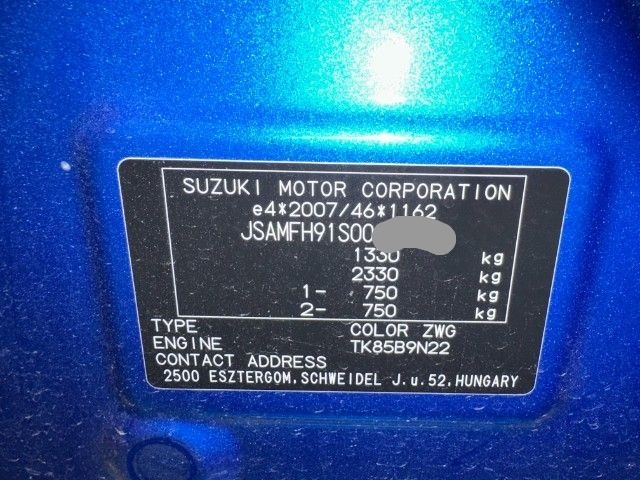 SUZUKI MOTOR CORPORATION
e4*2007/46*1162
JSAMFH91S00
1330 kg
2330 kg
1- 750 kg
2- 750 kg
TYPE COLOR ZWG
ENGINE TK85B9N22
CONTACT ADDRESS
2500 ESZTERGOM,SCHWEIDEL J.u.52,HUNGARY